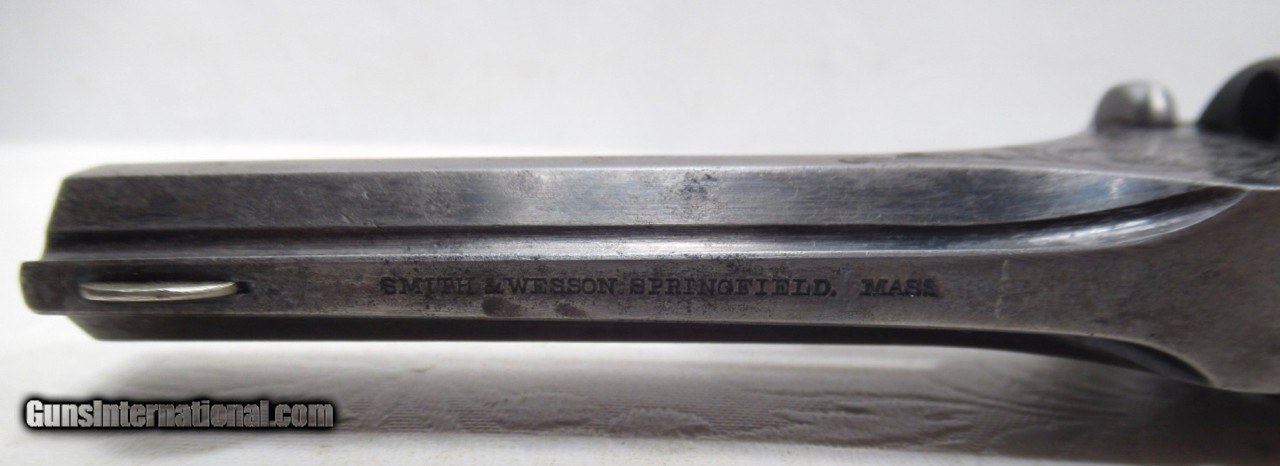 SMITH & WESSON SPRINGFIELD. MASS
GunsInternational.com